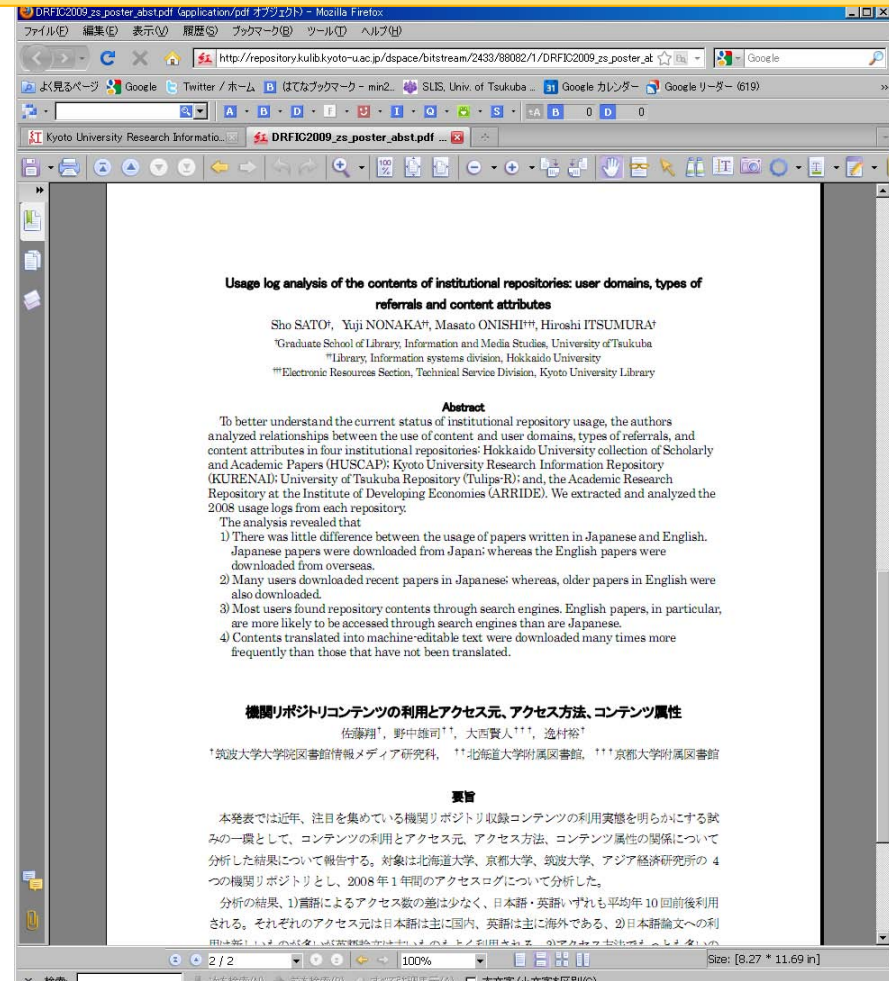 DRFIC2009_zs_poster_abst.pdf (application/pdf オブジェクト) - Mozilla Firefox
ファイル(F) 編集(E) 表示(V) 履歴(S) ブックマーク(B) ツール(T) ヘルプ(H)
http://repository.kulib.kyoto-u.ac.jp/dspace/bitstream/2433/88082/1/DRFIC2009_zs_poster_at
Google
よく見るページ Google Twitter / ホーム はてなブックマーク - min2... SLIS, Univ. of Tsukuba ... Google カレンダー Google リーダー (619)
A B D F I O S +A B 0 D 0
Kyoto University Research Informatio... DRFIC2009_zs_poster_abst.pdf ...
Usage log analysis of the contents of institutional repositories: user domains, types of
referrals and content attributes
Sho SATO†, Yuji NONAKA††, Masato ONISHI†††, Hiroshi ITSUMURA†
†Graduate School of Library, Information and Media Studies, University of Tsukuba
††Library, Information systems division, Hokkaido University
†††Electronic Resources Section, Technical Service Division, Kyoto University Library
Abstract
To better understand the current status of institutional repository usage, the authors
analyzed relationships between the use of content and user domains, types of referrals, and
content attributes in four institutional repositories: Hokkaido University collection of Scholarly
and Academic Papers (HUSCAP); Kyoto University Research Information Repository
(KURENAI); University of Tsukuba Repository (Tulips-R); and, the Academic Research
Repository at the Institute of Developing Economies (ARRIDE). We extracted and analyzed the
2008 usage logs from each repository.
The analysis revealed that
1) There was little difference between the usage of papers written in Japanese and English.
Japanese papers were downloaded from Japan; whereas the English papers were
downloaded from overseas.
2) Many users downloaded recent papers in Japanese; whereas, older papers in English were
also downloaded.
3) Most users found repository contents through search engines. English papers, in particular,
are more likely to be accessed through search engines than are Japanese.
4) Contents translated into machine-editable text were downloaded many times more
frequently than those that have not been translated.
機関リポジトリコンテンツの利用とアクセス元、アクセス方法、コンテンツ属性
佐藤翔†, 野中雄司††, 大西賢人†††, 逸村裕†
†筑波大学大学院図書館情報メディア研究科, ††北海道大学附属図書館, †††京都大学附属図書館
要旨
本発表では近年、注目を集めている機関リポジトリ収録コンテンツの利用実態を明らかにする試
みの一環として、コンテンツの利用とアクセス元、アクセス方法、コンテンツ属性の関係について
分析した結果について報告する。対象は北海道大学、京都大学、筑波大学、アジア経済研究所の 4
つの機関リポジトリとし、2008年1年間のアクセスログについて分析した。
分析の結果、1)言語によるアクセス数の差は少なく、日本語・英語いずれも平均年10回前後利用
される。それぞれのアクセス元は日本語は主に国内、英語は主に海外である、2)日本語論文への利
2 / 2 100% Size: [8.27 * 11.69 in]
検索: